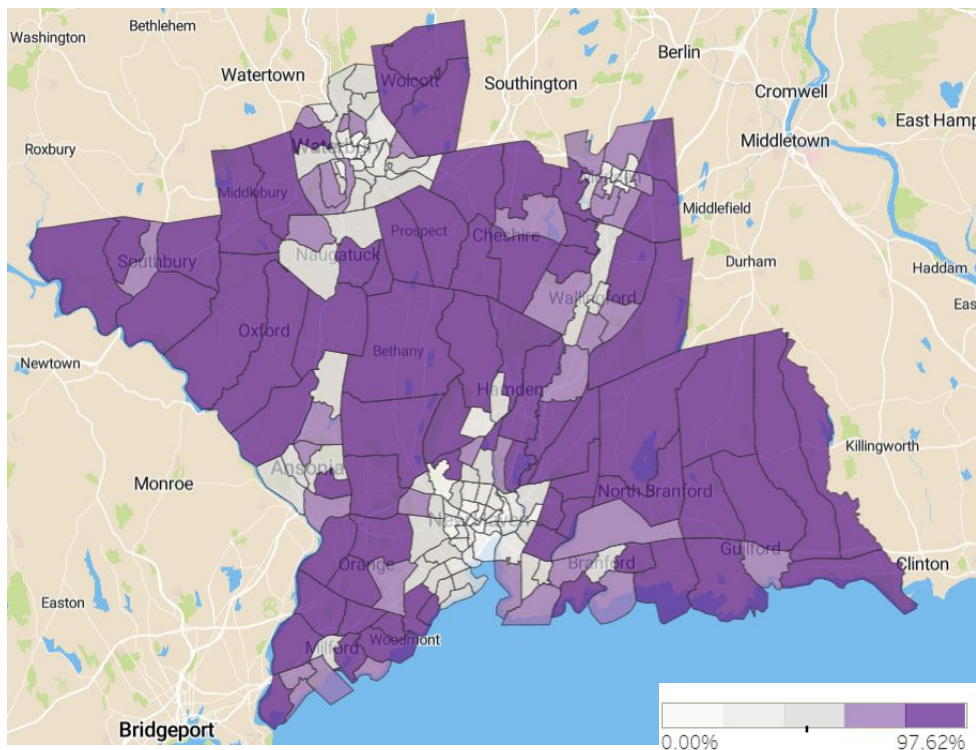 Washington
Bethlehem
Berlin
Watertown
Wolcott
Southington
Cromwell
East Hamp
Roxbury
Waterbury
Middletown
Middlebury
Middlefield
Prospect
Cheshire
Southbury
Naugatuck
Durham
Haddam
Wallingford
Eas
Oxford
Bethany
Newtown
Hamden
Killingworth
Ansonia
Monroe
North Branford
New Haven
Guilford
Orange
Branford
Clinton
Easton
Milford
Woodmont
Bridgeport
0.00% 97.62%